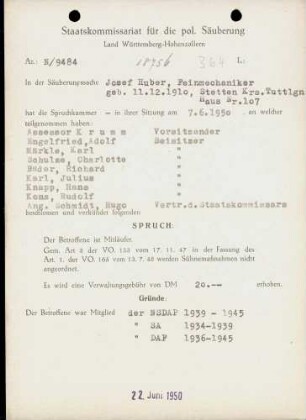 Staatskommissariat für die pol. Säuberung
Land Württemberg-Hohenzollern
Az.: N/9484 18956 364 L:
In der Säuberungssache Josef Huber, Feinmechaniker
geb. 11.12.1910, Stetten Krs.Tuttlgn
Haus Nr.107
hat die Spruchkammer – in ihrer Sitzung am 7.6.1950 – an welcher
teilgenommen haben:
Assessor K r u m m Vorsitzender
Engelfried, Adolf Beisitzer
Märkle, Karl "
Schulze, Charlotte "
Bäder, Richard "
Karl, Julius "
Knapp, Hans "
Kons, Rudolf "
Ang. Schmidt, Hugo Vertr.d.Staatskommissars
beschlossen und verkündet folgenden
SPRUCH:
Der Betroffene ist Mitläufer.
Gem. Art 2 der VO. 133 vom 17. 11. 47 in der Fassung des
Art. 1, der VO. 165 vom 13. 7. 48 werden Sühnemaßnahmen nicht
angeordnet.
Es wird eine Verwaltungsgebühr von DM 20.-- erhoben.
Gründe:
Der Betroffene war Mitglied der NSDAP 1939 - 1945
" SA 1934-1939
" DAF 1936-1945
22. Juni 1950